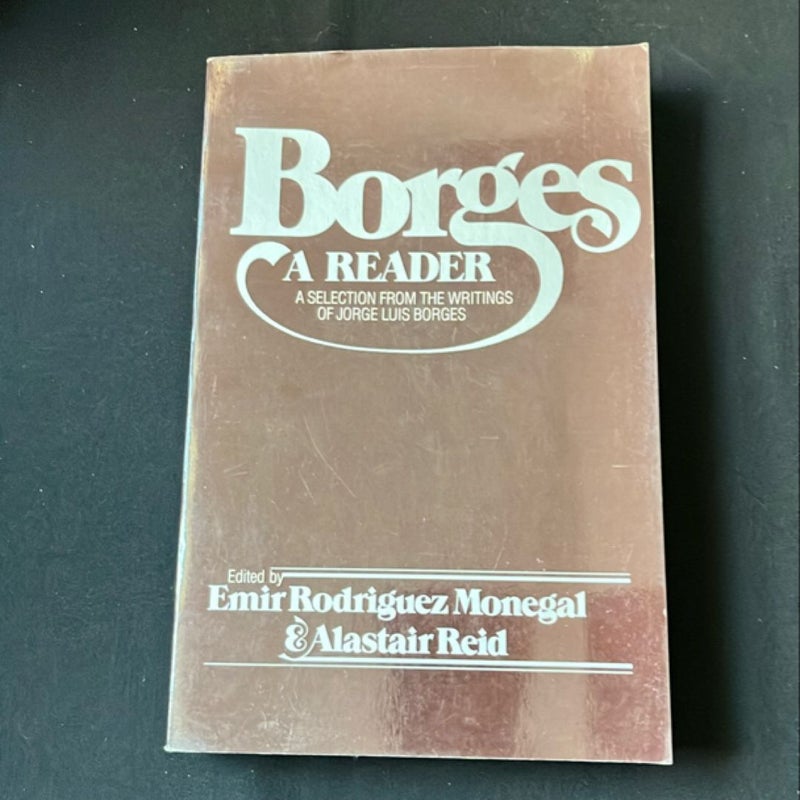 Borges
A READER
A SELECTION FROM THE WRITINGS
OF JORGE LUIS BORGES
Edited by
Emir Rodriguez Monegal
& Alastair Reid